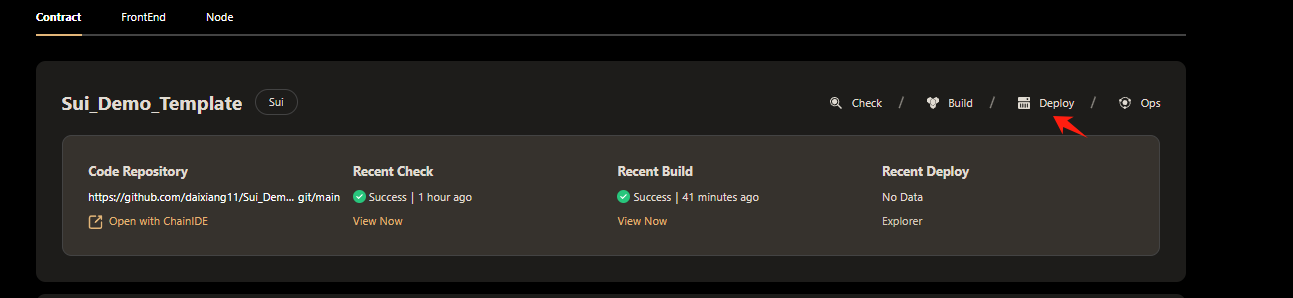 Contract FrontEnd Node
Sui_Demo_Template Sui Check / Build / Deploy / Ops
Code Repository Recent Check Recent Build Recent Deploy
https://github.com/daixiang11/Sui_Dem... git/main Success | 1 hour ago Success | 41 minutes ago No Data
Open with ChainIDE View Now View Now Explorer